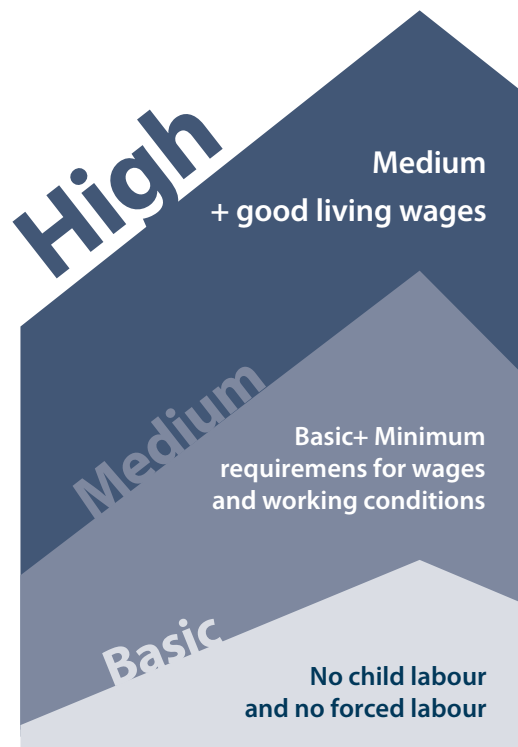 High
Medium
+ good living wages
Medium
Basic+ Minimum
requiremens for wages
and working conditions
Basic
No child labour
and no forced labour